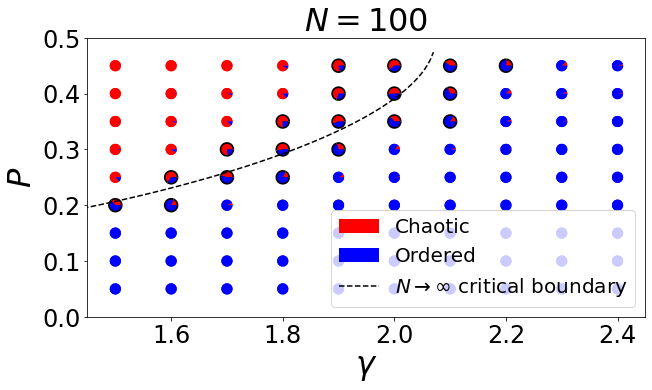 N = 100
0.5
0.4
0.3
0.2
0.1
0.0
P
Chaotic
Ordered
N → ∞ critical boundary
1.6 1.8 2.0 2.2 2.4
γ